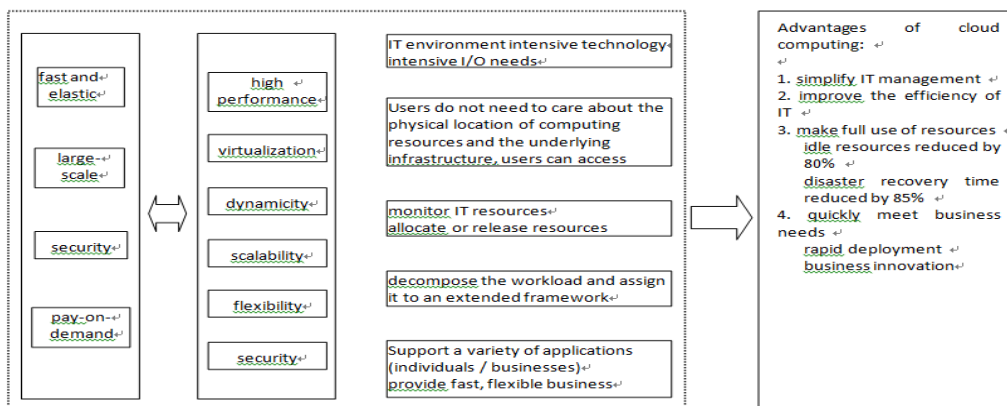 fast and
elastic
large-
scale
security
pay-on-
demand
high
performance
virtualization
dynamicity
scalability
flexibility
security
IT environment intensive technology
intensive I/O needs
Users do not need to care about the
physical location of computing
resources and the underlying
infrastructure, users can access
monitor IT resources
allocate or release resources
decompose the workload and assign
it to an extended framework
Support a variety of applications
(individuals / businesses)
provide fast, flexible business
Advantages of cloud
computing:
1. simplify IT management
2. improve the efficiency of
IT
3. make full use of resources
idle resources reduced by
80%
disaster recovery time
reduced by 85%
4. quickly meet business
needs
rapid deployment
business innovation